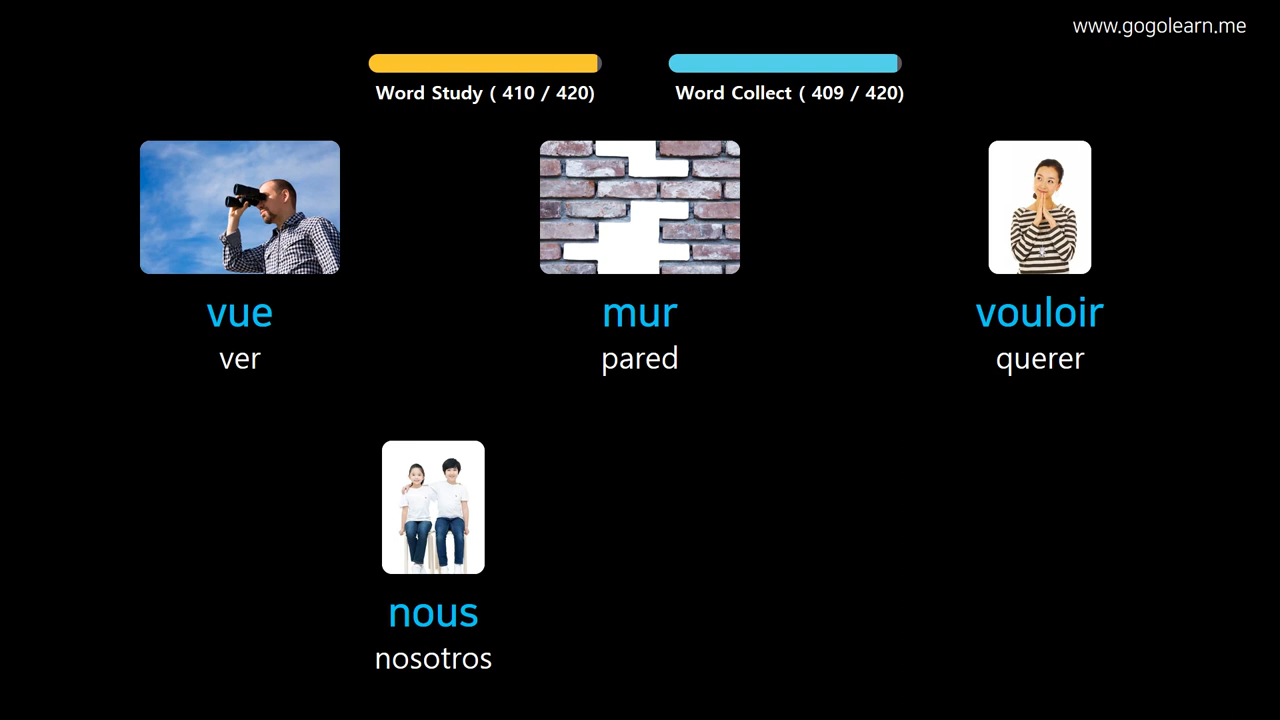 www.gogolearn.me
Word Study ( 410 / 420)
Word Collect ( 409 / 420)
vue
ver
mur
pared
vouloir
querer
nous
nosotros